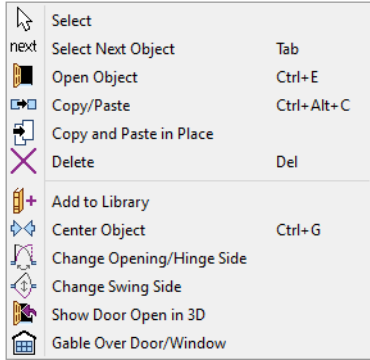 Select
next Select Next Object Tab
Open Object Ctrl+E
Copy/Paste Ctrl+Alt+C
Copy and Paste in Place
Delete Del
Add to Library
Center Object Ctrl+G
Change Opening/Hinge Side
Change Swing Side
Show Door Open in 3D
Gable Over Door/Window